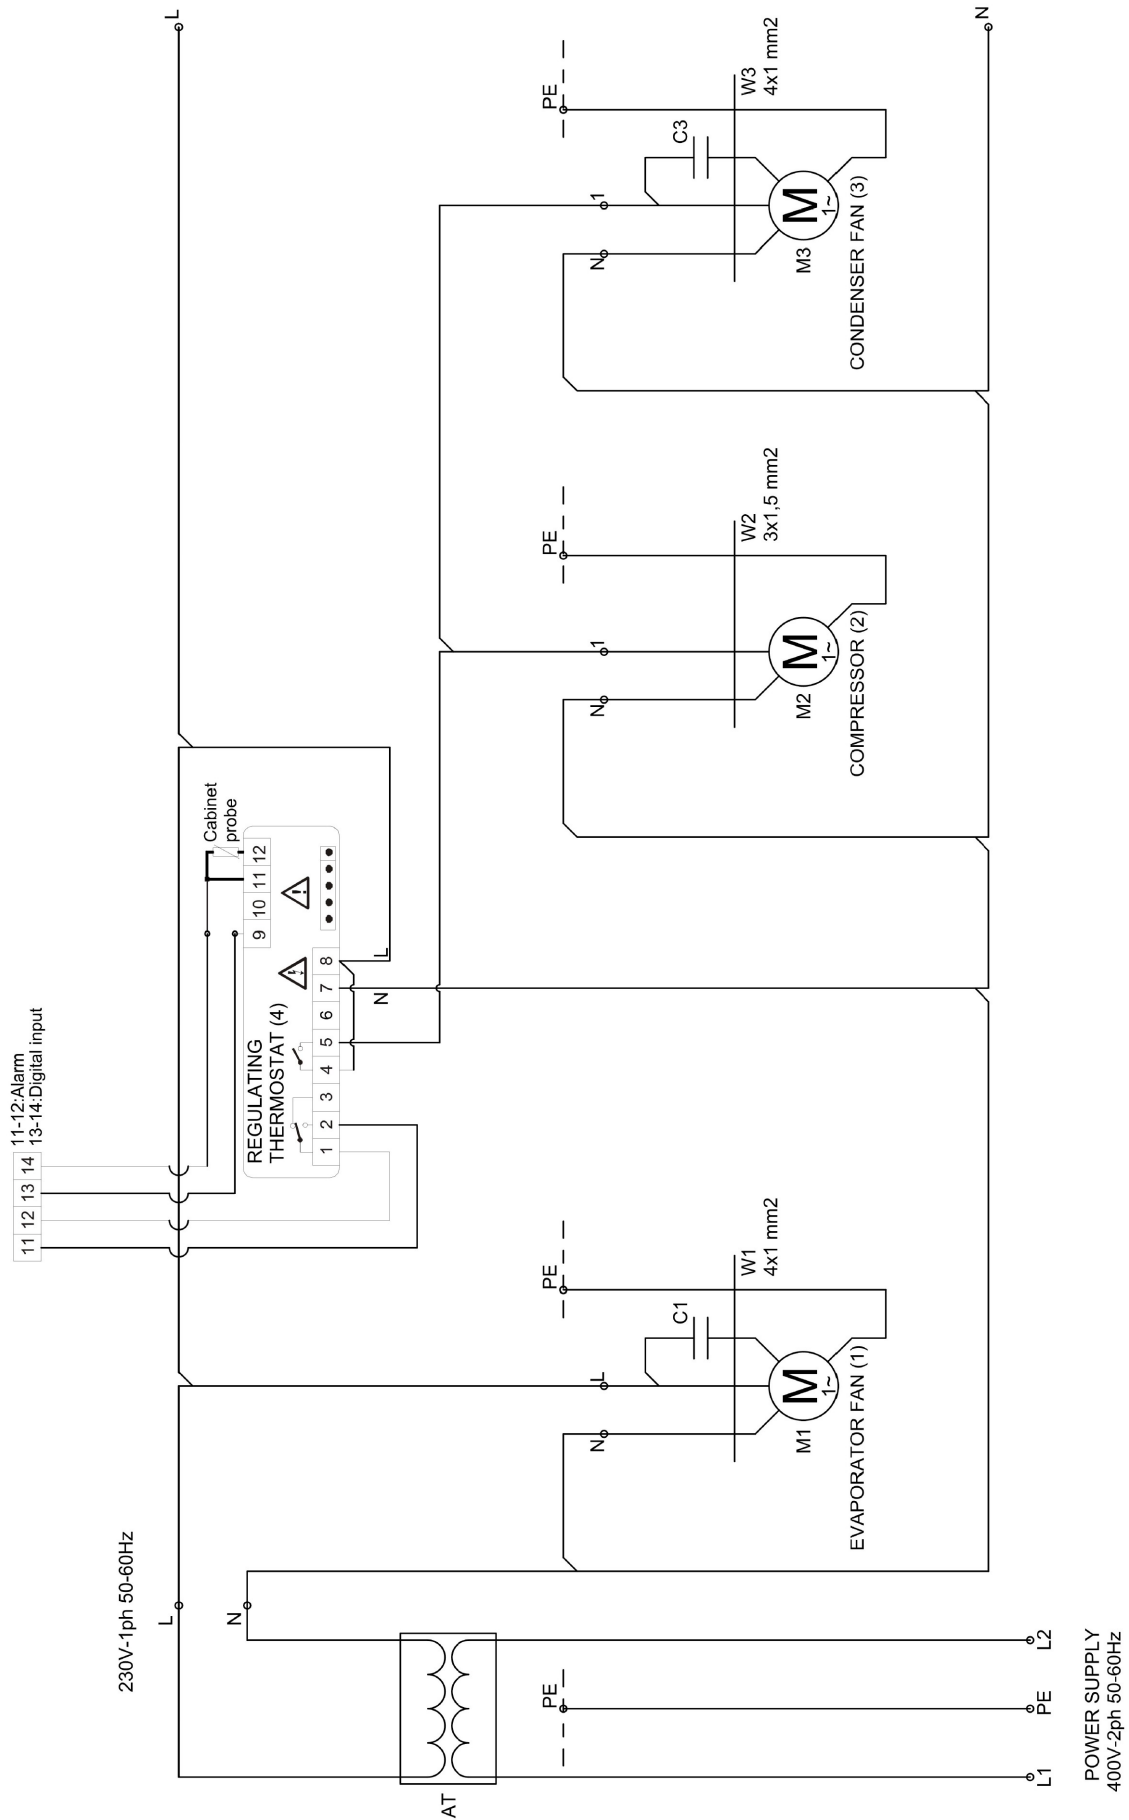 POWER SUPPLY
400V-2ph 50-60Hz
L1
PE
L2
AT
PE
230V-1ph 50-60Hz
L
N
N
L
C1
PE
W1
4x1 mm2
M
1~
M1
EVAPORATOR FAN (1)
11 12 13 14
11-12:Alarm
13-14:Digital input
REGULATING
THERMOSTAT (4)
1 2 3 4 5 6 7 8
9 10 11 12
Cabinet
probe
N
L
N
1
PE
W2
3x1,5 mm2
M
1~
M2
COMPRESSOR (2)
N
1
C3
PE
W3
4x1 mm2
M
1~
M3
CONDENSER FAN (3)
L
N